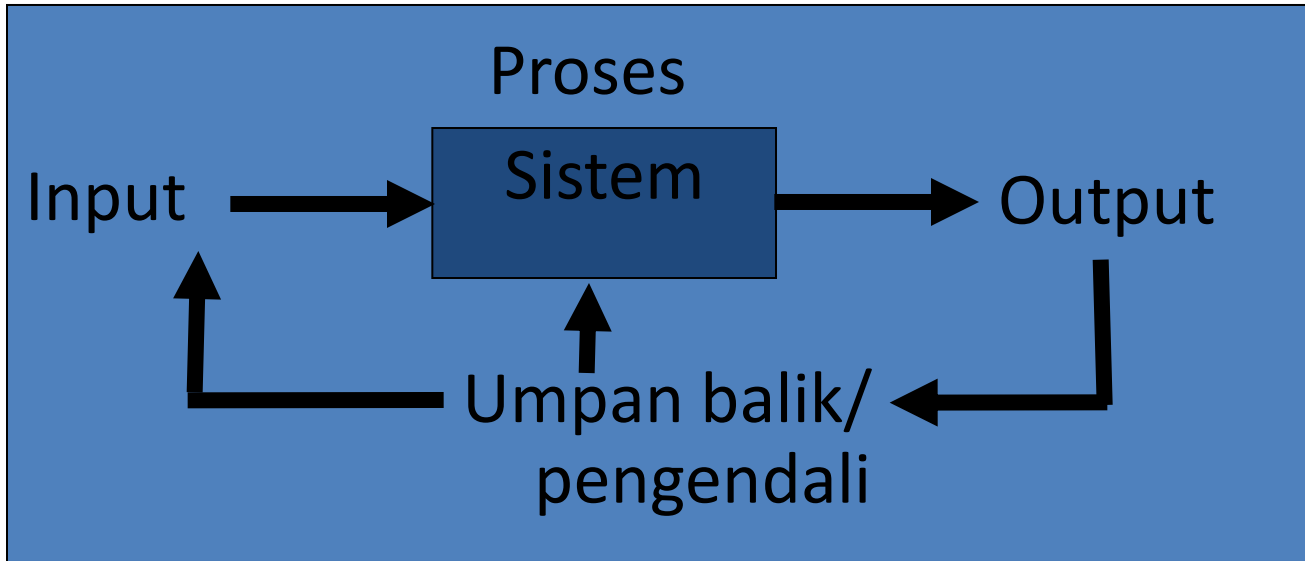 Proses
Sistem
Input
Output
Umpan balik/
pengendali